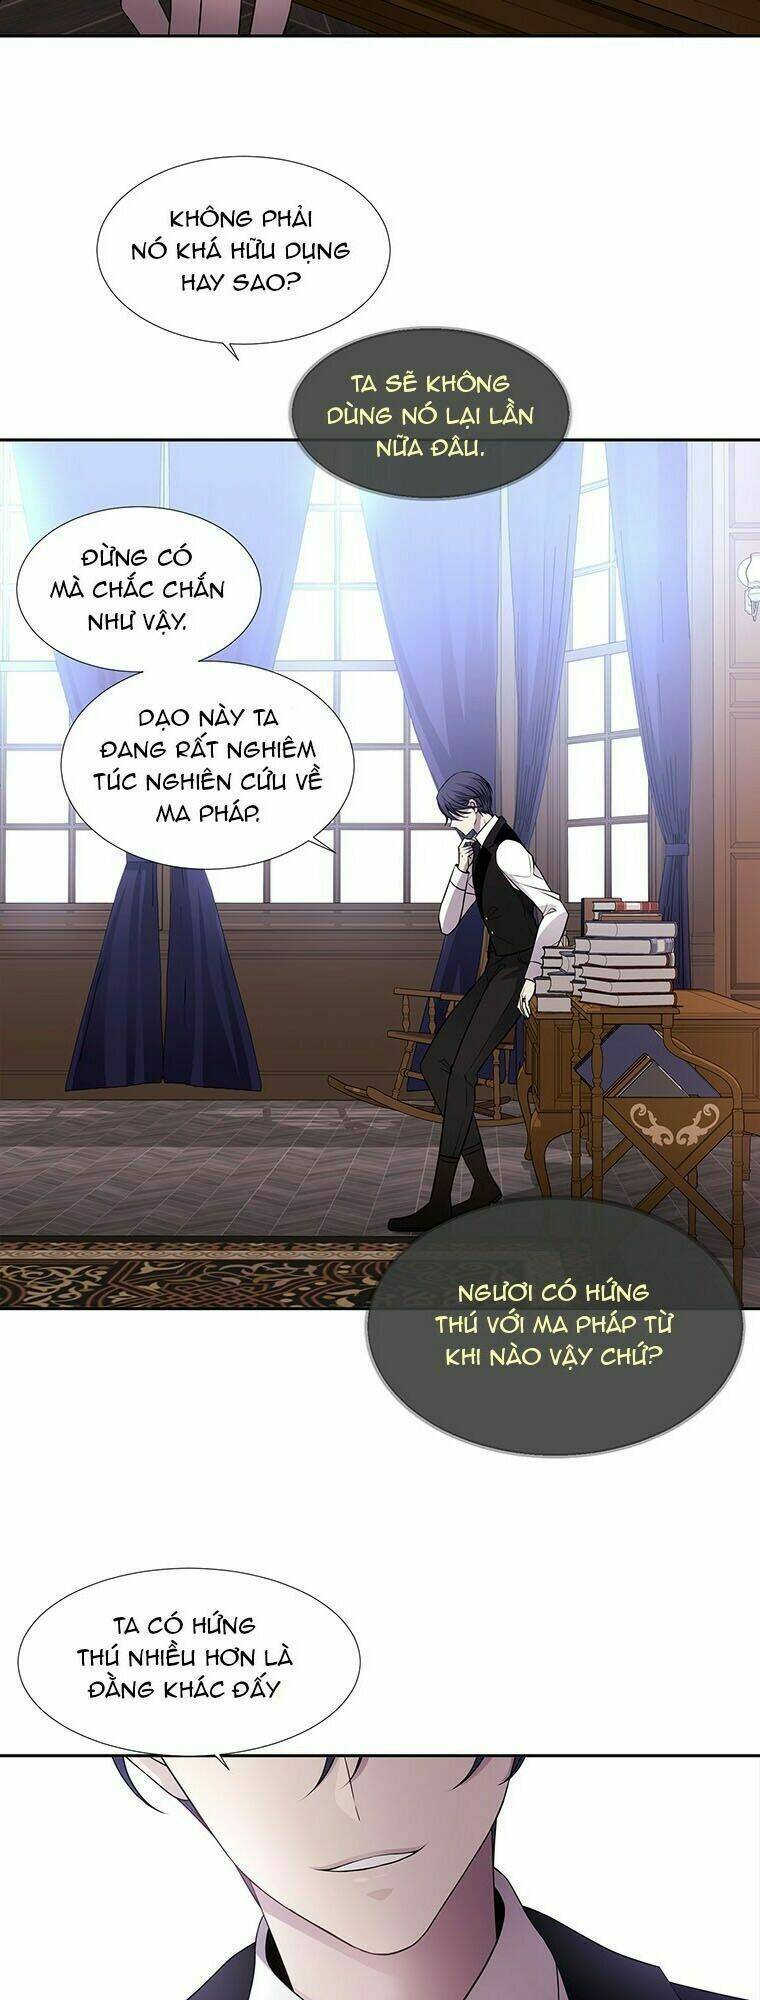 KHÔNG PHẢI
NÓ KHÁ HỮU DỤNG
HAY SAO?
TA SẼ KHÔNG
DÙNG NÓ LẠI LẦN
NỮA ĐÂU.
ĐỪNG CÓ
MÀ CHẮC CHẮN
NHƯ VẬY.
DẠO NÀY TA
ĐANG RẤT NGHIÊM
TÚC NGHIÊN CỨU VỀ
MA PHÁP.
NGƯƠI CÓ HỨNG
THÚ VỚI MA PHÁP TỪ
KHI NÀO VẬY CHỨ?
TA CÓ HỨNG
THÚ NHIỀU HƠN LÀ
ĐẰNG KHÁC ĐẤY